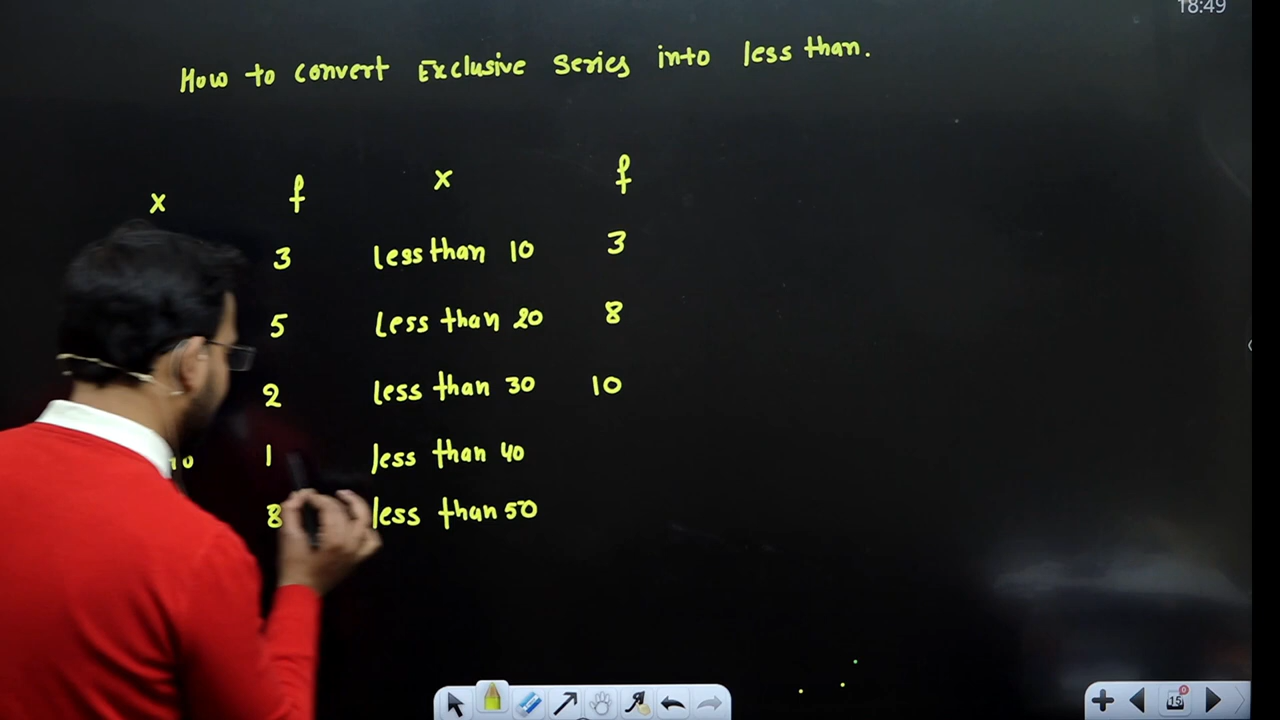 18:49
How to convert Exclusive Series into less than.
x f x f
3 less than 10 3
5 less than 20 8
2 less than 30 10
1 less than 40
8 less than 50
15